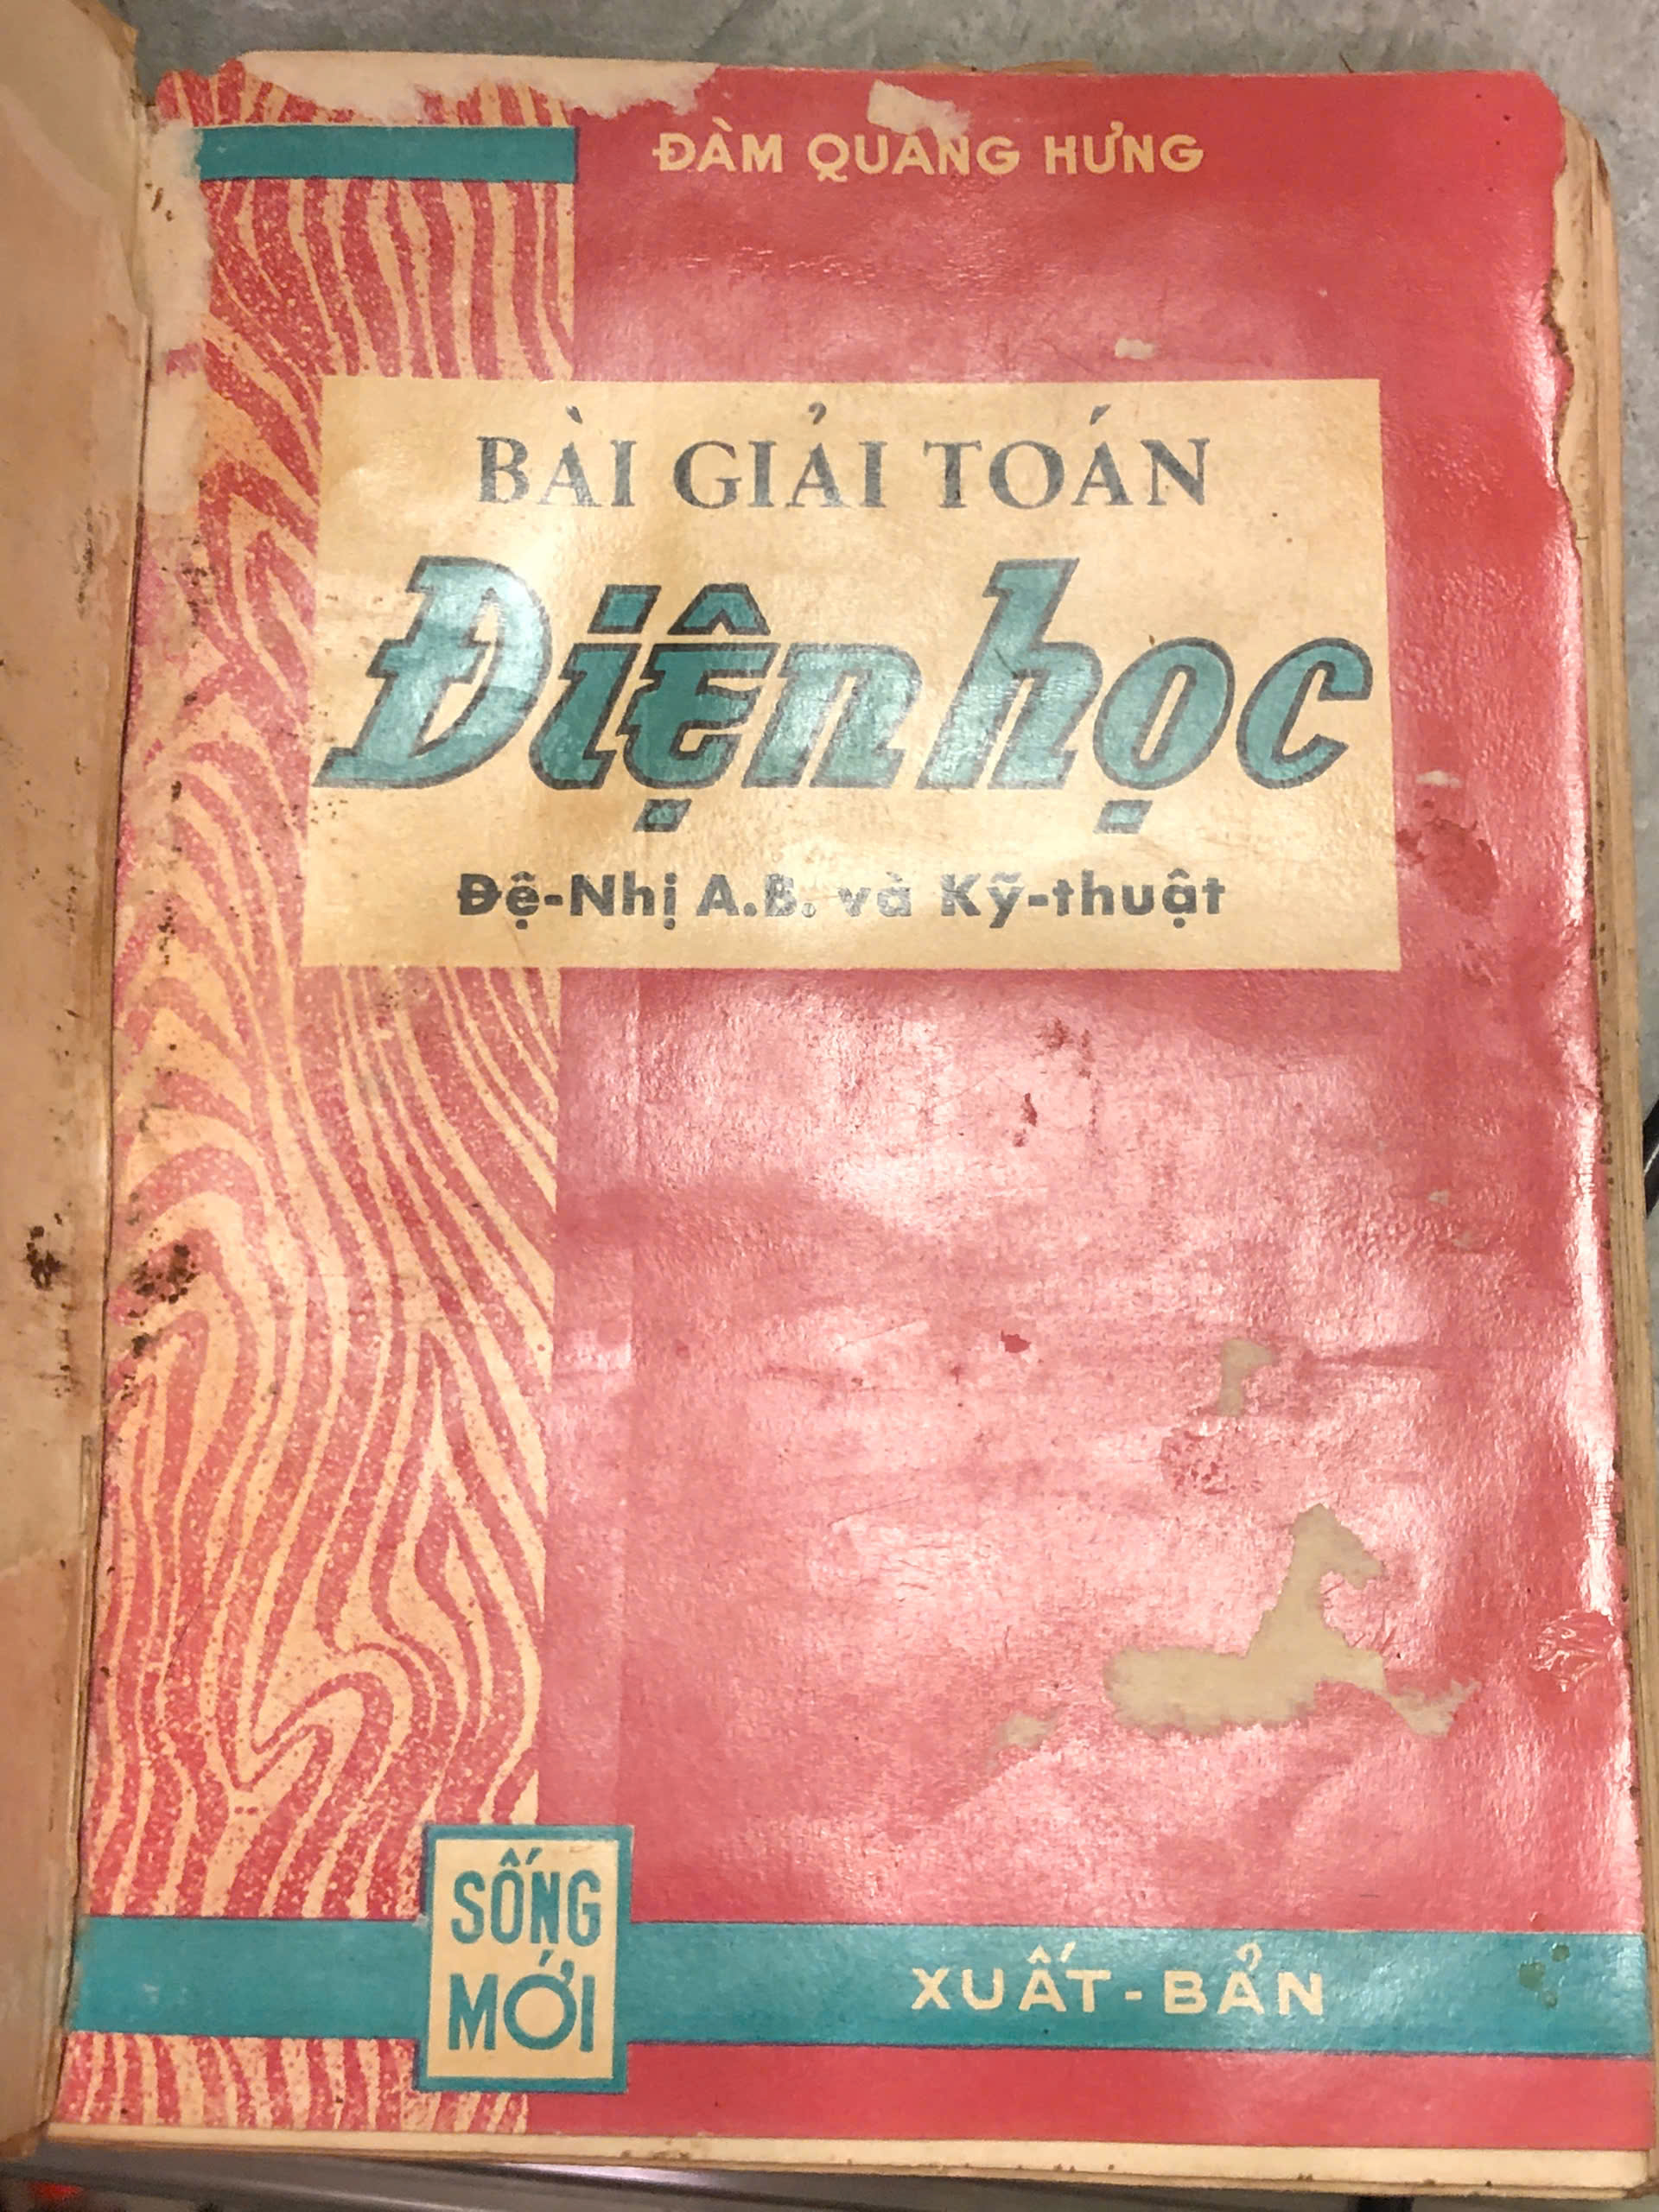 ĐÀM QUANG HƯNG
BÀI GIẢI TOÁN
Điện học
Đệ-Nhị A.B. và Kỹ-thuật
SỐNG
MỚI
XUẤT-BẢN